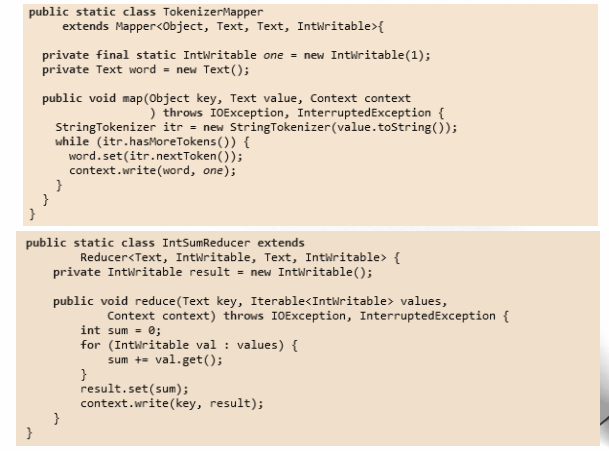 public static class TokenizerMapper
extends Mapper<Object, Text, Text, IntWritable>{
private final static IntWritable one = new IntWritable(1);
private Text word = new Text();
public void map(Object key, Text value, Context context
) throws IOException, InterruptedException {
StringTokenizer itr = new StringTokenizer(value.toString());
while (itr.hasMoreTokens()) {
word.set(itr.nextToken());
context.write(word, one);
}
}
}
public static class IntSumReducer extends
Reducer<Text, IntWritable, Text, IntWritable> {
private IntWritable result = new IntWritable();
public void reduce(Text key, Iterable<IntWritable> values,
Context context) throws IOException, InterruptedException {
int sum = 0;
for (IntWritable val : values) {
sum += val.get();
}
result.set(sum);
context.write(key, result);
}
}